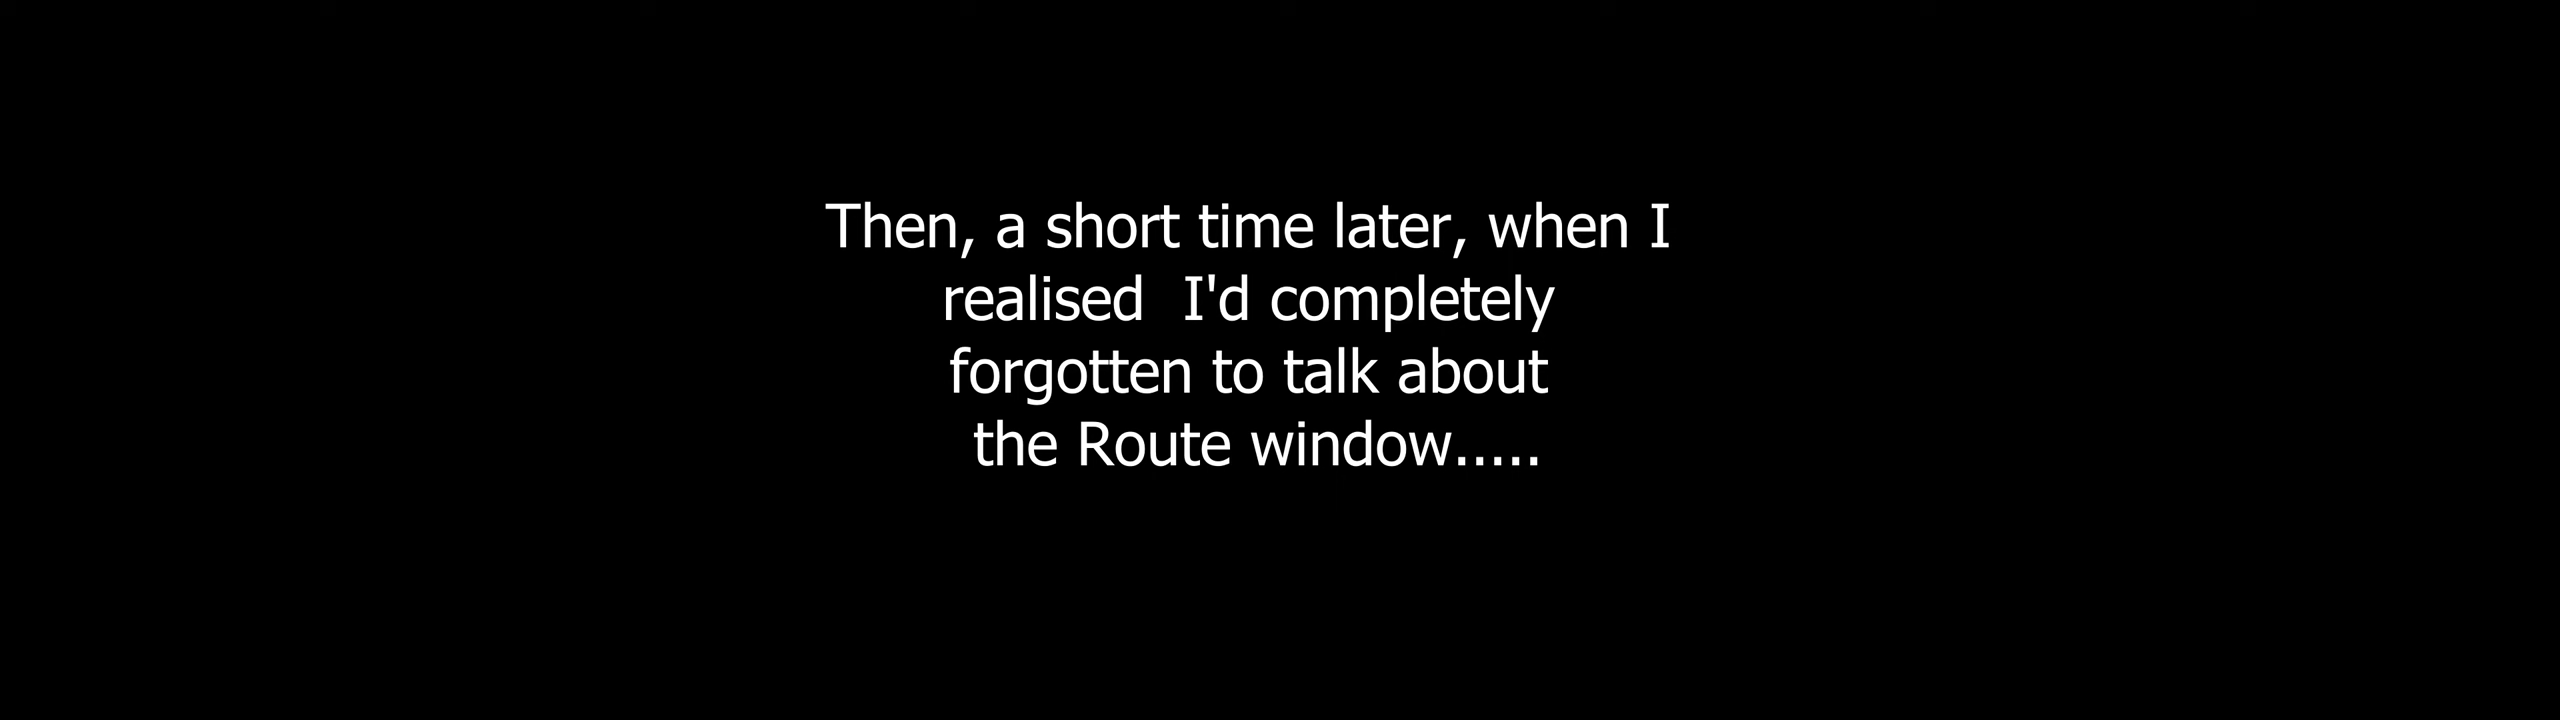 Then, a short time later, when I
realised  I'd completely
forgotten to talk about
the Route window.....